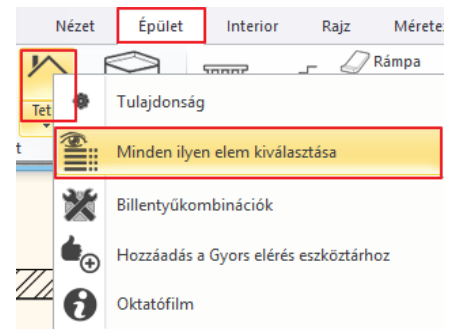 Nézet Épület Interior Rajz Mérete
Rámpa
Tet
Tulajdonság
t
Minden ilyen elem kiválasztása
Billentyűkombinációk
Hozzáadás a Gyors elérés eszköztárhoz
Oktatófilm